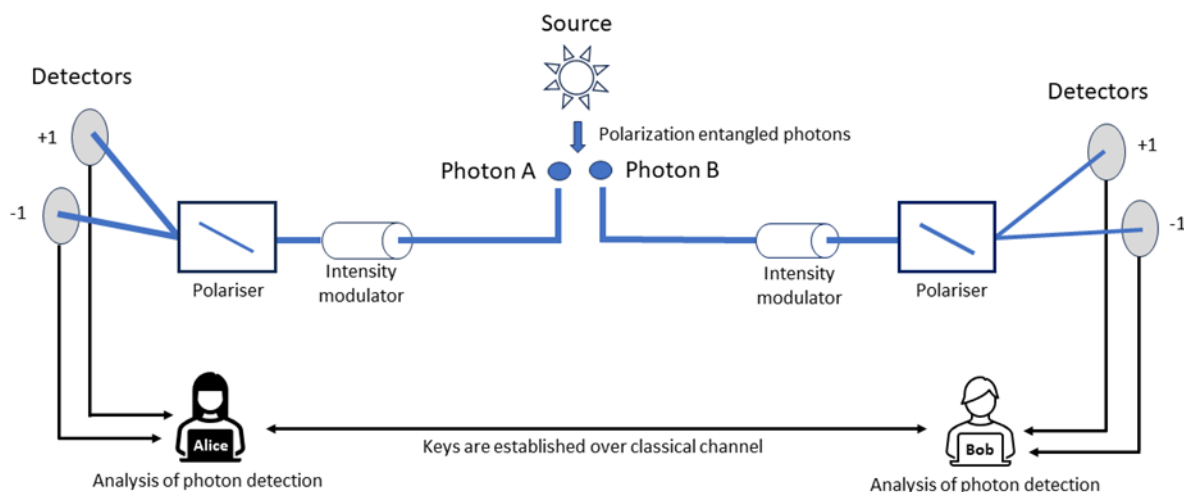 Source
Detectors
Detectors
+1
+1
Polarization entangled photons
Photon A
Photon B
-1
-1
Polariser
Intensity
modulator
Intensity
modulator
Polariser
Alice
Keys are established over classical channel
Bob
Analysis of photon detection
Analysis of photon detection